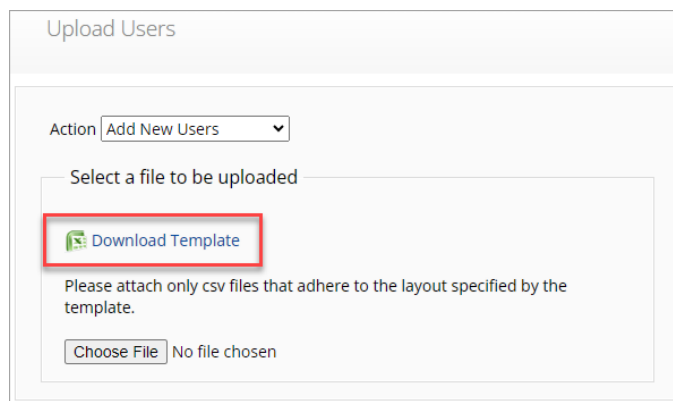 Upload Users
Action Add New Users
Select a file to be uploaded
Download Template
Please attach only csv files that adhere to the layout specified by the
template.
Choose File No file chosen